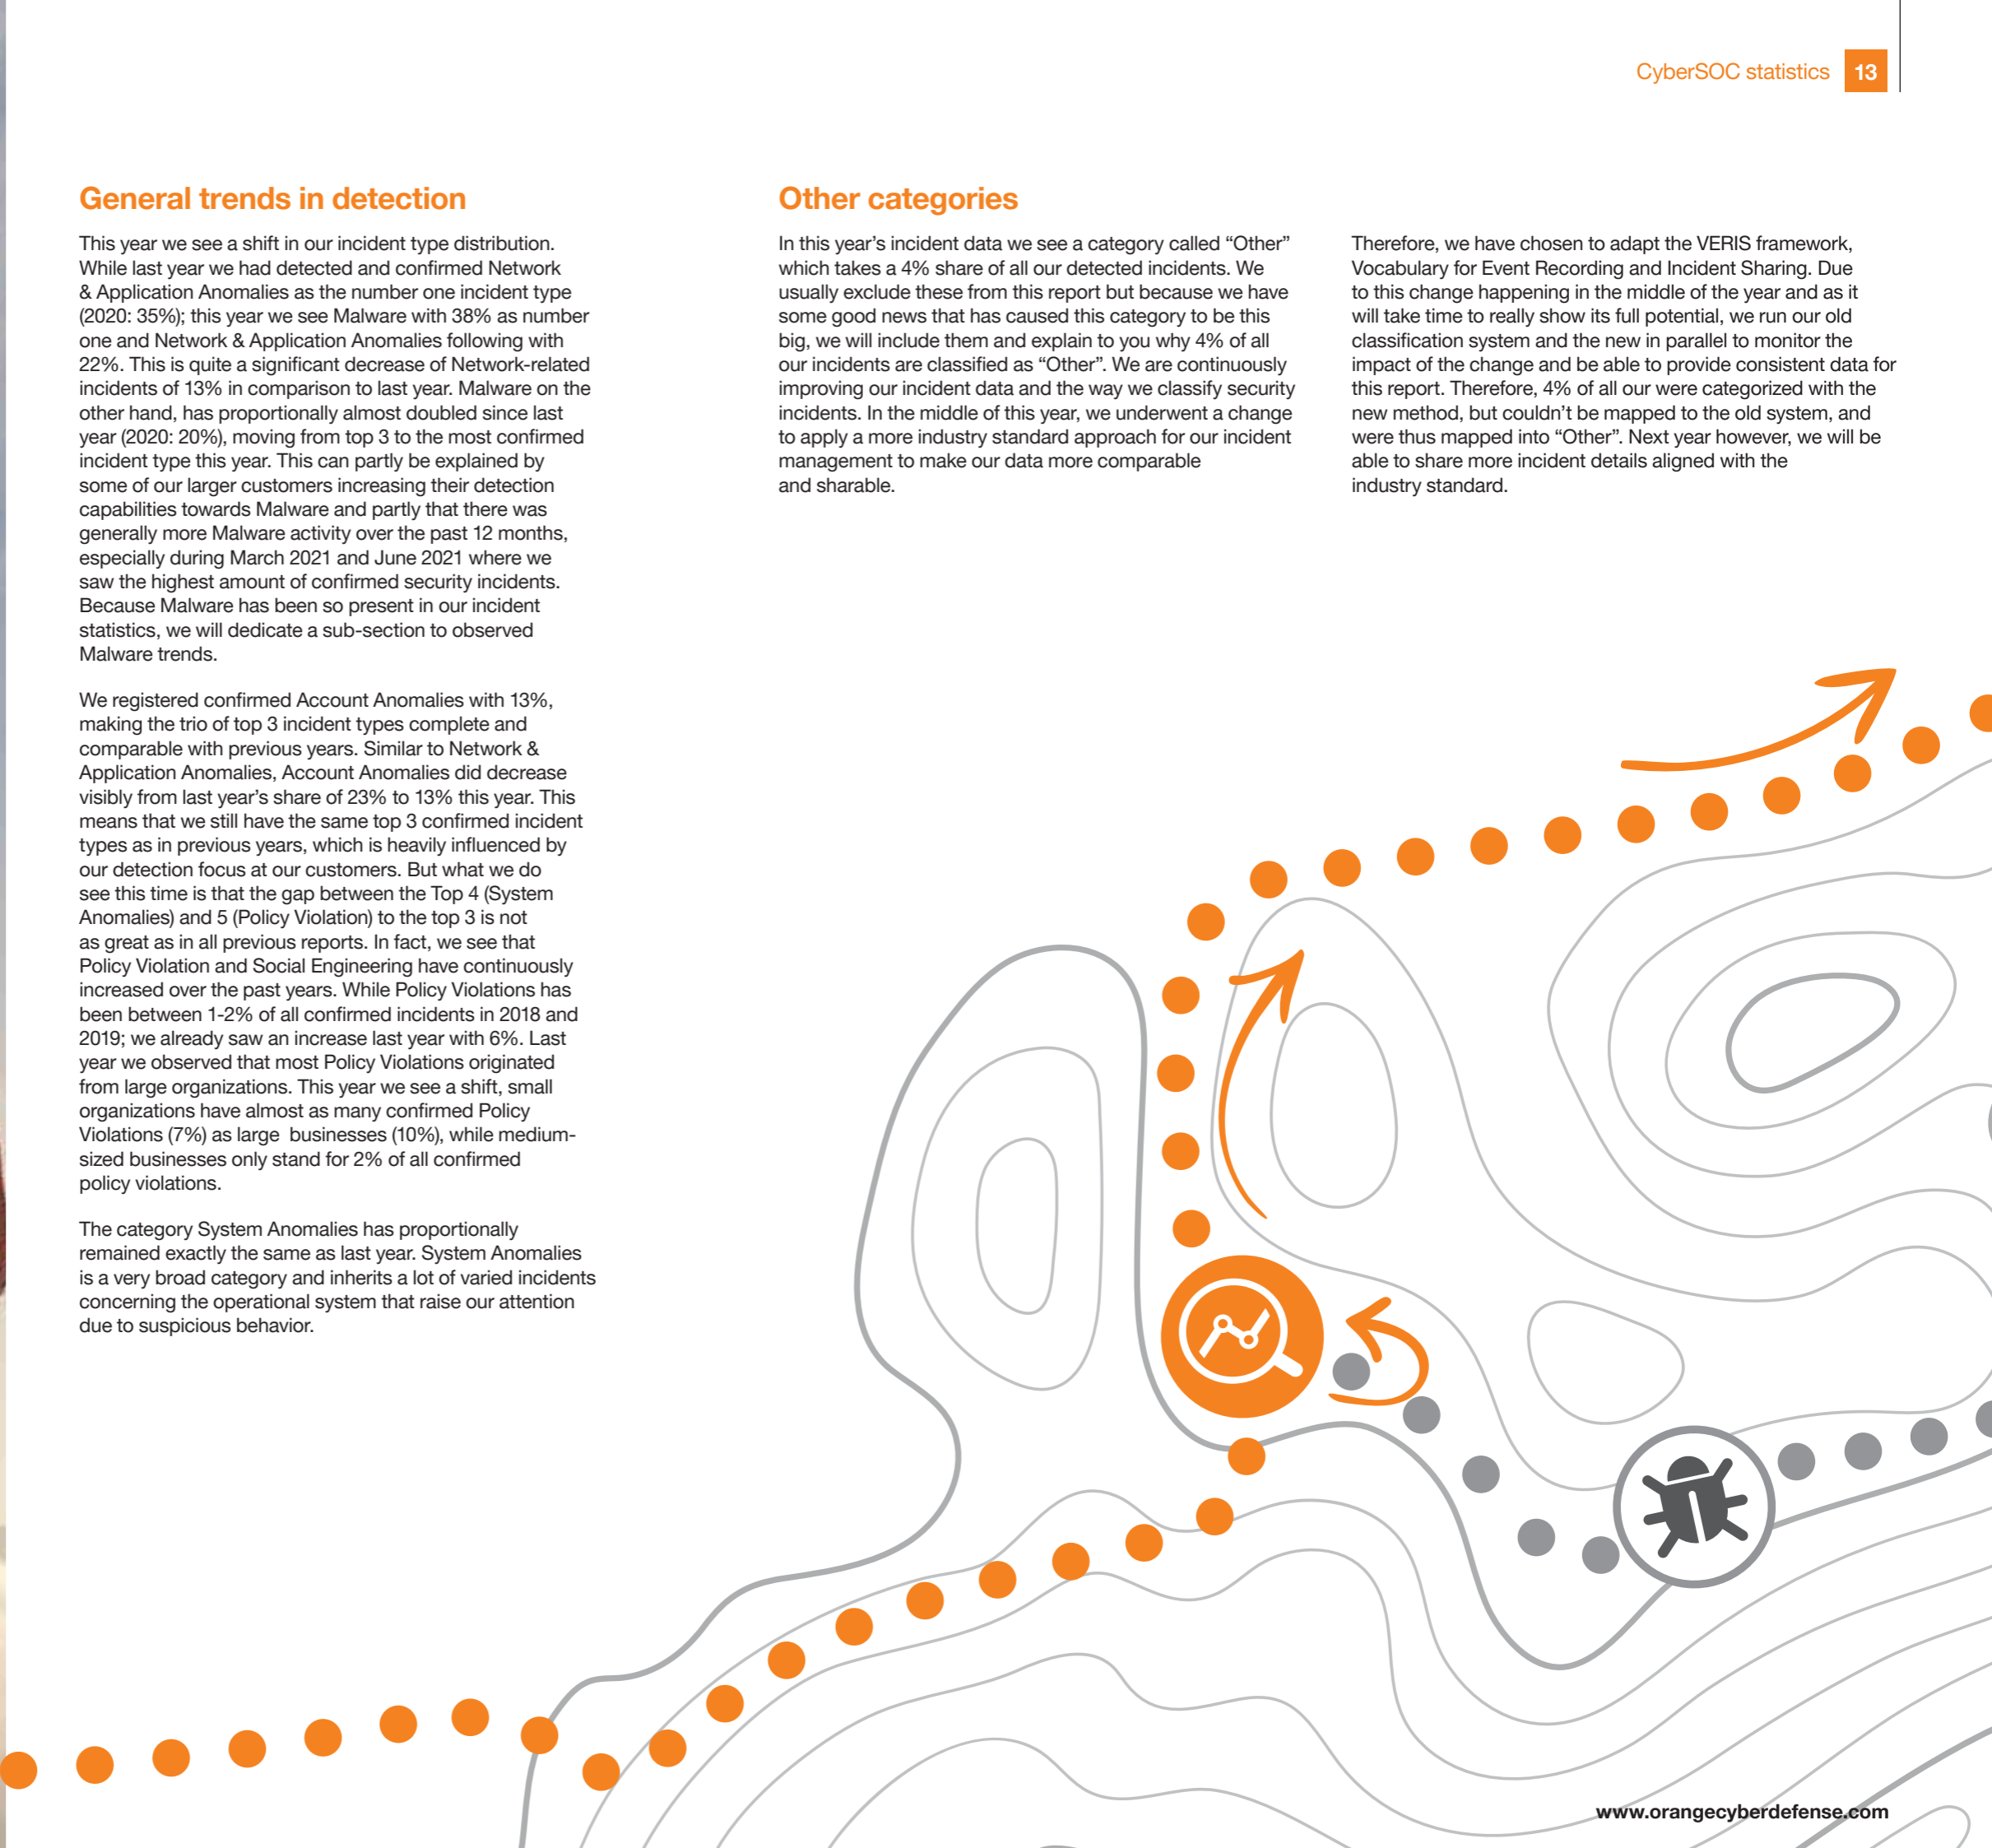 CyberSOC statistics 13
General trends in detection
This year we see a shift in our incident type distribution.
While last year we had detected and confirmed Network
& Application Anomalies as the number one incident type
(2020: 35%); this year we see Malware with 38% as number
one and Network & Application Anomalies following with
22%. This is quite a significant decrease of Network-related
incidents of 13% in comparison to last year. Malware on the
other hand, has proportionally almost doubled since last
year (2020: 20%), moving from top 3 to the most confirmed
incident type this year. This can partly be explained by
some of our larger customers increasing their detection
capabilities towards Malware and partly that there was
generally more Malware activity over the past 12 months,
especially during March 2021 and June 2021 where we
saw the highest amount of confirmed security incidents.
Because Malware has been so present in our incident
statistics, we will dedicate a sub-section to observed
Malware trends.
We registered confirmed Account Anomalies with 13%,
making the trio of top 3 incident types complete and
comparable with previous years. Similar to Network &
Application Anomalies, Account Anomalies did decrease
visibly from last year’s share of 23% to 13% this year. This
means that we still have the same top 3 confirmed incident
types as in previous years, which is heavily influenced by
our detection focus at our customers. But what we do
see this time is that the gap between the Top 4 (System
Anomalies) and 5 (Policy Violation) to the top 3 is not
as great as in all previous reports. In fact, we see that
Policy Violation and Social Engineering have continuously
increased over the past years. While Policy Violations has
been between 1-2% of all confirmed incidents in 2018 and
2019; we already saw an increase last year with 6%. Last
year we observed that most Policy Violations originated
from large organizations. This year we see a shift, small
organizations have almost as many confirmed Policy
Violations (7%) as large businesses (10%), while medium-
sized businesses only stand for 2% of all confirmed
policy violations.
The category System Anomalies has proportionally
remained exactly the same as last year. System Anomalies
is a very broad category and inherits a lot of varied incidents
concerning the operational system that raise our attention
due to suspicious behavior.
Other categories
In this year’s incident data we see a category called “Other”
which takes a 4% share of all our detected incidents. We
usually exclude these from this report but because we have
some good news that has caused this category to be this
big, we will include them and explain to you why 4% of all
our incidents are classified as “Other”. We are continuously
improving our incident data and the way we classify security
incidents. In the middle of this year, we underwent a change
to apply a more industry standard approach for our incident
management to make our data more comparable
and sharable.
Therefore, we have chosen to adapt the VERIS framework,
Vocabulary for Event Recording and Incident Sharing. Due
to this change happening in the middle of the year and as it
will take time to really show its full potential, we run our old
classification system and the new in parallel to monitor the
impact of the change and be able to provide consistent data for
this report. Therefore, 4% of all our were categorized with the
new method, but couldn’t be mapped to the old system, and
were thus mapped into “Other”. Next year however, we will be
able to share more incident details aligned with the
industry standard.
www.orangecyberdefense.com